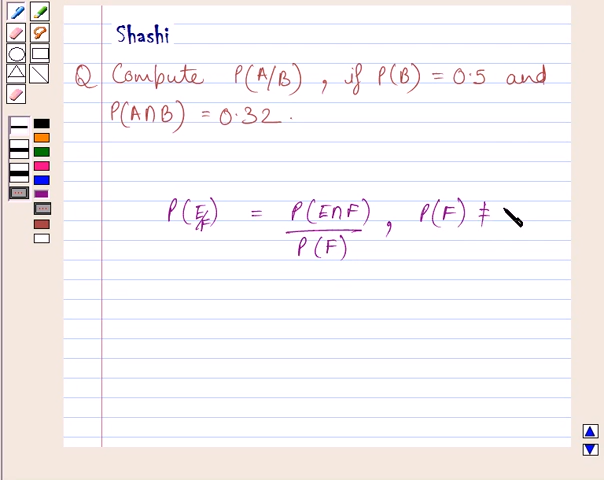 Shashi
Q Compute P(A/B), if P(B) = 0.5 and
P(A∩B) = 0.32.
P(E/F) = P(E∩F)/P(F), P(F) ≠